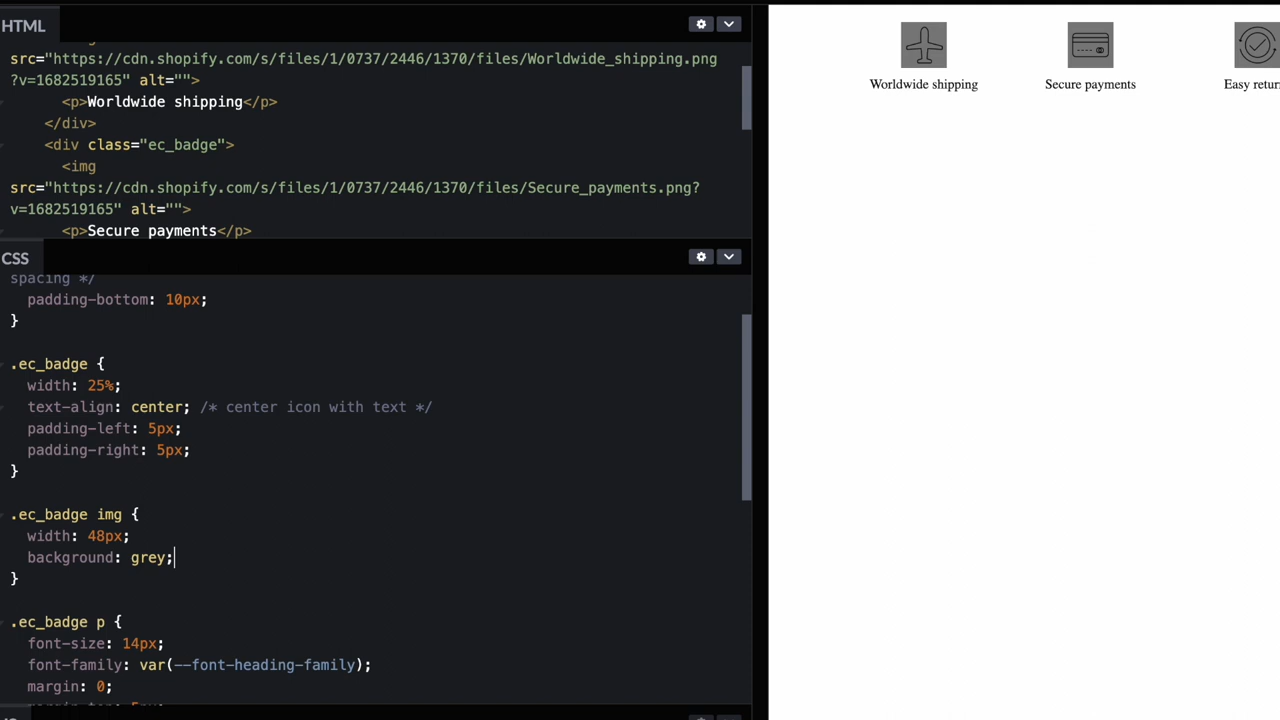 HTML
src="https://cdn.shopify.com/s/files/1/0737/2446/1370/files/Worldwide_shipping.png
?v=1682519165" alt="">
<p>Worldwide shipping</p>
</div>
<div class="ec_badge">
<img
src="https://cdn.shopify.com/s/files/1/0737/2446/1370/files/Secure_payments.png?
v=1682519165" alt="">
<p>Secure payments</p>
CSS
spacing */
padding-bottom: 10px;
}
.ec_badge {
width: 25%;
text-align: center; /* center icon with text */
padding-left: 5px;
padding-right: 5px;
}
.ec_badge img {
width: 48px;
background: grey;
}
.ec_badge p {
font-size: 14px;
font-family: var(--font-heading-family);
margin: 0;
Worldwide shipping
Secure payments
Easy retur